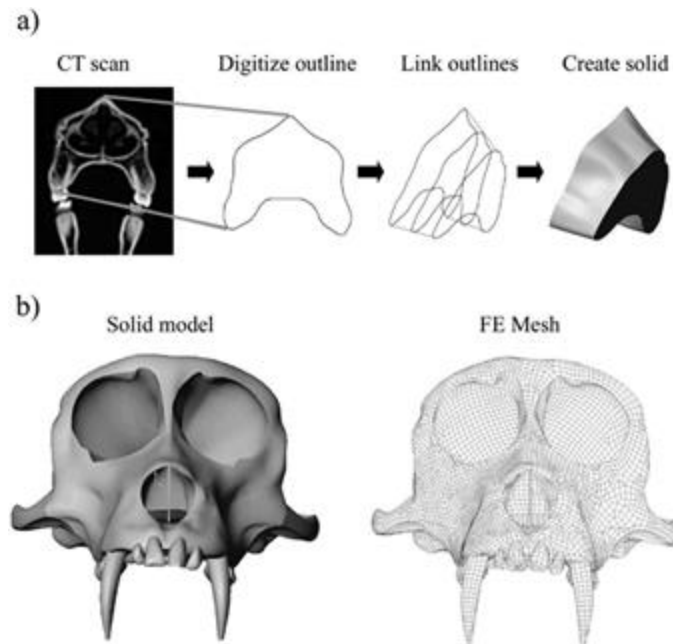 a)
CT scan
Digitize outline
Link outlines
Create solid
b)
Solid model
FE Mesh